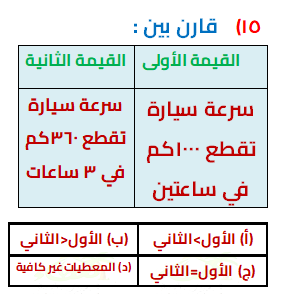 ١٥) قارن بين :
القيمة الأولى
القيمة الثانية
سرعة سيارة
تقطع ١٠٠٠كم
في ساعتين
سرعة سيارة
تقطع ٣٦٠كم
في ٣ ساعات
(أ) الأول>الثاني
(ب) الأول<الثاني
(ج) الأول=الثاني
(د) المعطيات غير كافية